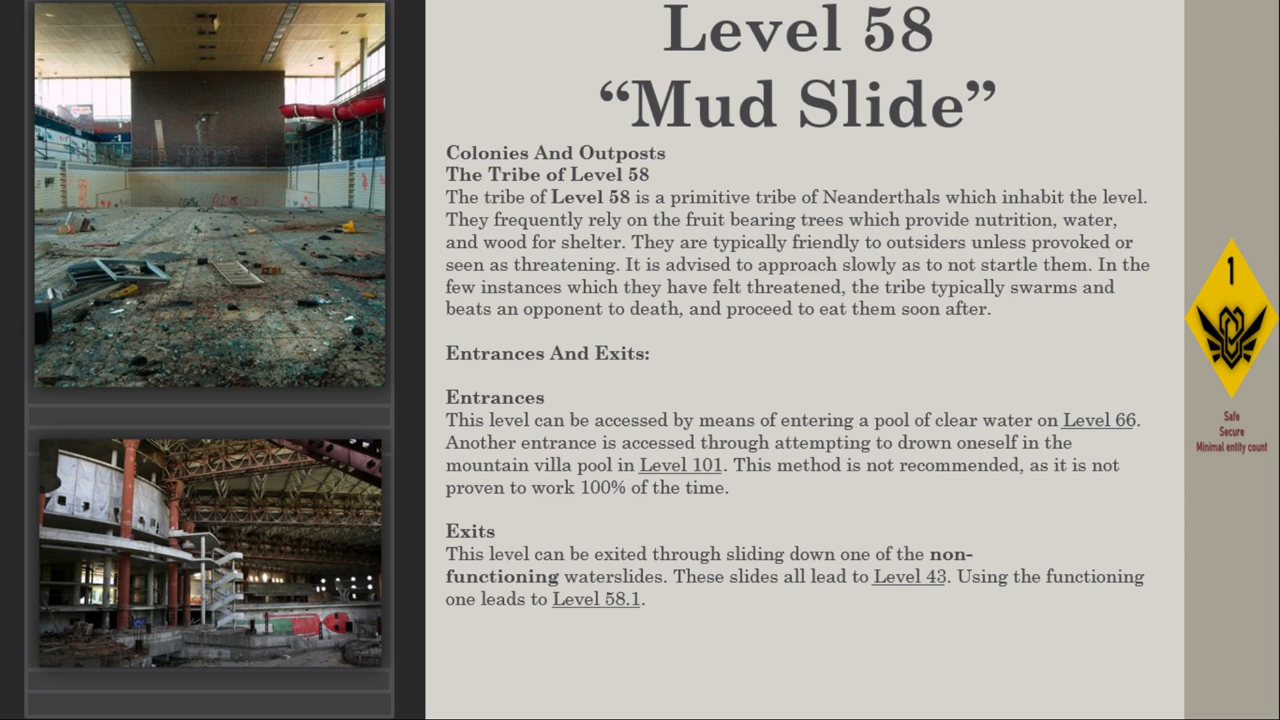 Level 58
“Mud Slide”
Colonies And Outposts
The Tribe of Level 58
The tribe of Level 58 is a primitive tribe of Neanderthals which inhabit the level.
They frequently rely on the fruit bearing trees which provide nutrition, water,
and wood for shelter. They are typically friendly to outsiders unless provoked or
seen as threatening. It is advised to approach slowly as to not startle them. In the
few instances which they have felt threatened, the tribe typically swarms and
beats an opponent to death, and proceed to eat them soon after.
Entrances And Exits:
Entrances
This level can be accessed by means of entering a pool of clear water on Level 66.
Another entrance is accessed through attempting to drown oneself in the
mountain villa pool in Level 101. This method is not recommended, as it is not
proven to work 100% of the time.
Exits
This level can be exited through sliding down one of the non-
functioning waterslides. These slides all lead to Level 43. Using the functioning
one leads to Level 58.1.
1
Safe
Secure
Minimal entity count